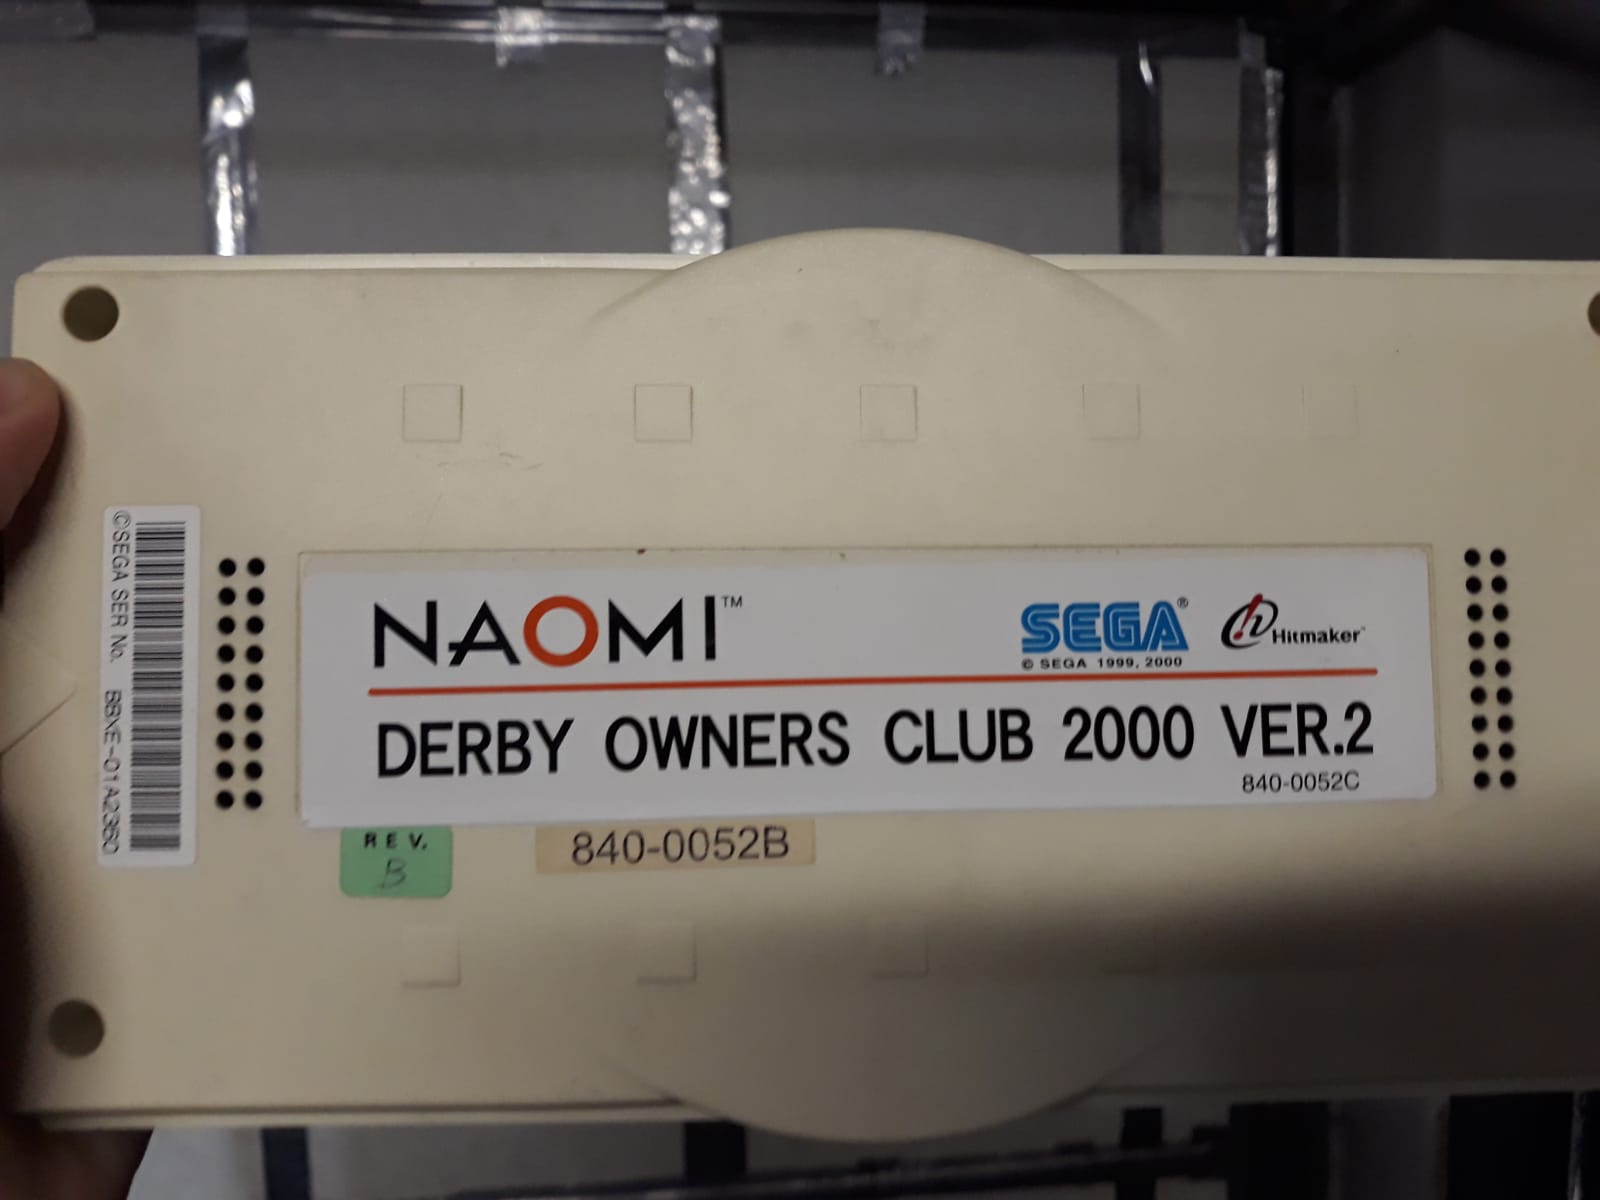 NAOMI™
SEGA®
© SEGA 1999, 2000
Hitmaker™
DERBY OWNERS CLUB 2000 VER.2
840-0052C
REV.
B
840-0052B
©SEGA SER No. BBXE-01A2360